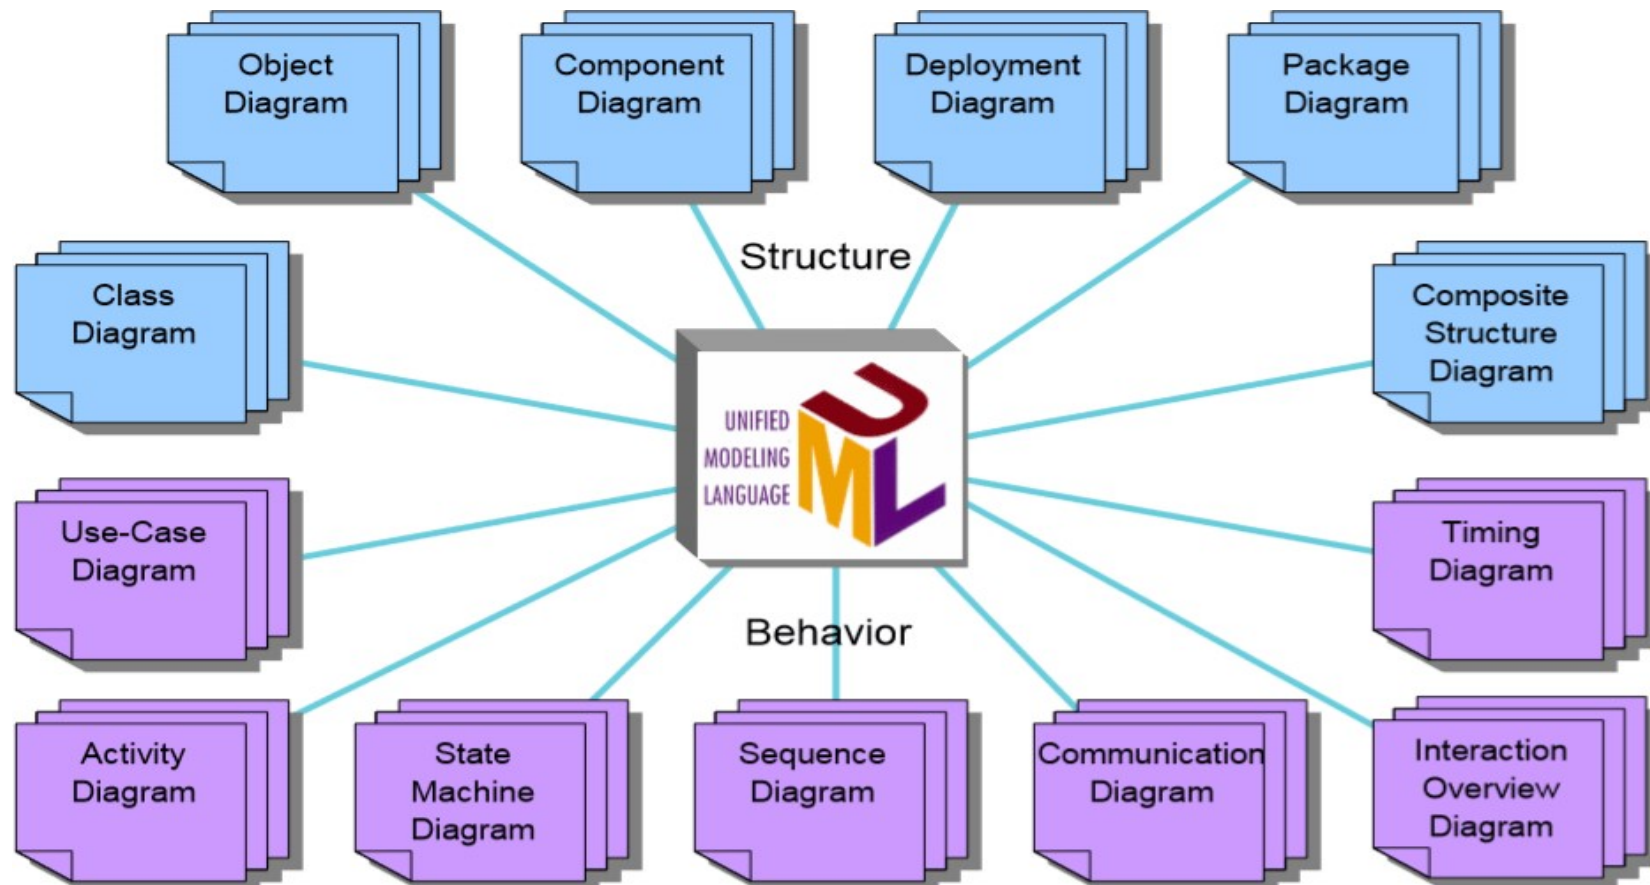 Object
Diagram
Component
Diagram
Deployment
Diagram
Package
Diagram
Structure
Class
Diagram
Composite
Structure
Diagram
UNIFIED
MODELING
LANGUAGE
UML
Use-Case
Diagram
Timing
Diagram
Behavior
Activity
Diagram
State
Machine
Diagram
Sequence
Diagram
Communication
Diagram
Interaction
Overview
Diagram